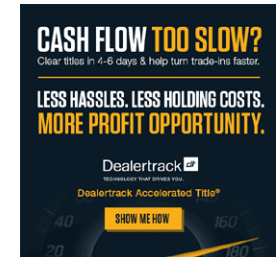 CASH FLOW TOO SLOW?
Clear titles in 4-6 days & help turn trade-ins faster.
LESS HASSLES. LESS HOLDING COSTS.
MORE PROFIT OPPORTUNITY.
Dealertrack dt
TECHNOLOGY THAT DRIVES YOU.
Dealertrack Accelerated Title®
SHOW ME HOW
40
160
20
180